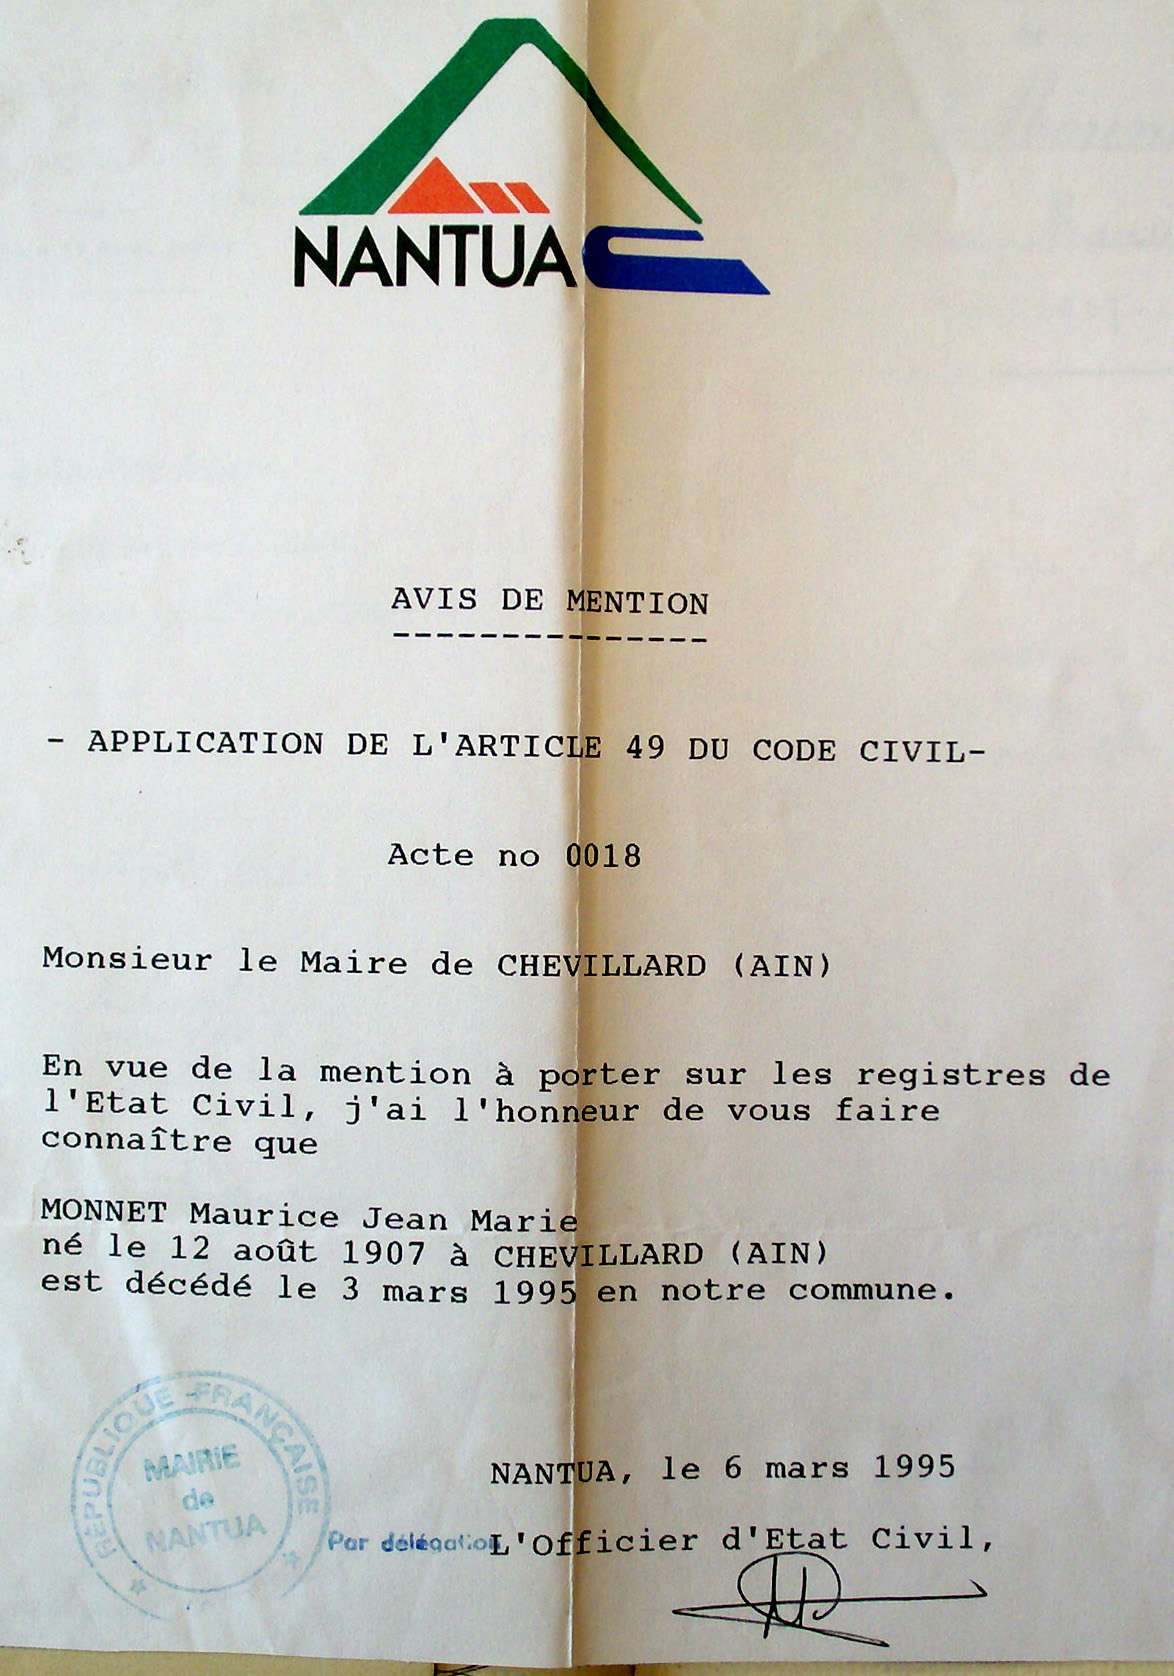 NANTUA
AVIS DE MENTION
---------------
- APPLICATION DE L'ARTICLE 49 DU CODE CIVIL-
Acte no 0018
Monsieur le Maire de CHEVILLARD (AIN)
En vue de la mention à porter sur les registres de
l'Etat Civil, j'ai l'honneur de vous faire
connaître que
MONNET Maurice Jean Marie
né le 12 août 1907 à CHEVILLARD (AIN)
est décédé le 3 mars 1995 en notre commune.
RÉPUBLIQUE FRANÇAISE
MAIRIE
de
NANTUA
NANTUA, le 6 mars 1995
Par délégation L'Officier d'Etat Civil,